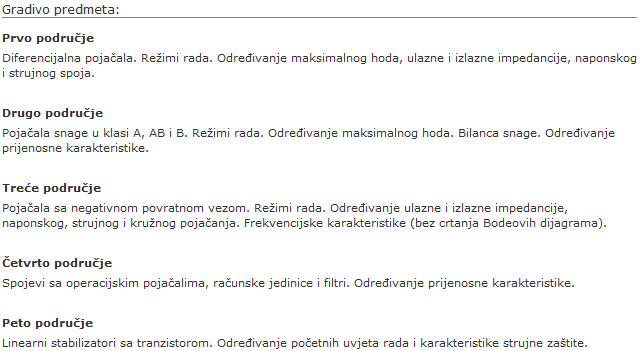 Gradivo predmeta:
Prvo područje
Diferencijalna pojačala. Režimi rada. Određivanje maksimalnog hoda, ulazne i izlazne impedancije, naponskog
i strujnog spoja.
Drugo područje
Pojačala snage u klasi A, AB i B. Režimi rada. Određivanje maksimalnog hoda. Bilanca snage. Određivanje
prijenosne karakteristike.
Treće područje
Pojačala sa negativnom povratnom vezom. Režimi rada. Određivanje ulazne i izlazne impedancije,
naponskog, strujnog i kružnog pojačanja. Frekvencijske karakteristike (bez crtanja Bodeovih dijagrama).
Četvrto područje
Spojevi sa operacijskim pojačalima, računske jedinice i filtri. Određivanje prijenosne karakteristike.
Peto područje
Linearni stabilizatori sa tranzistorom. Određivanje početnih uvjeta rada i karakteristike strujne zaštite.